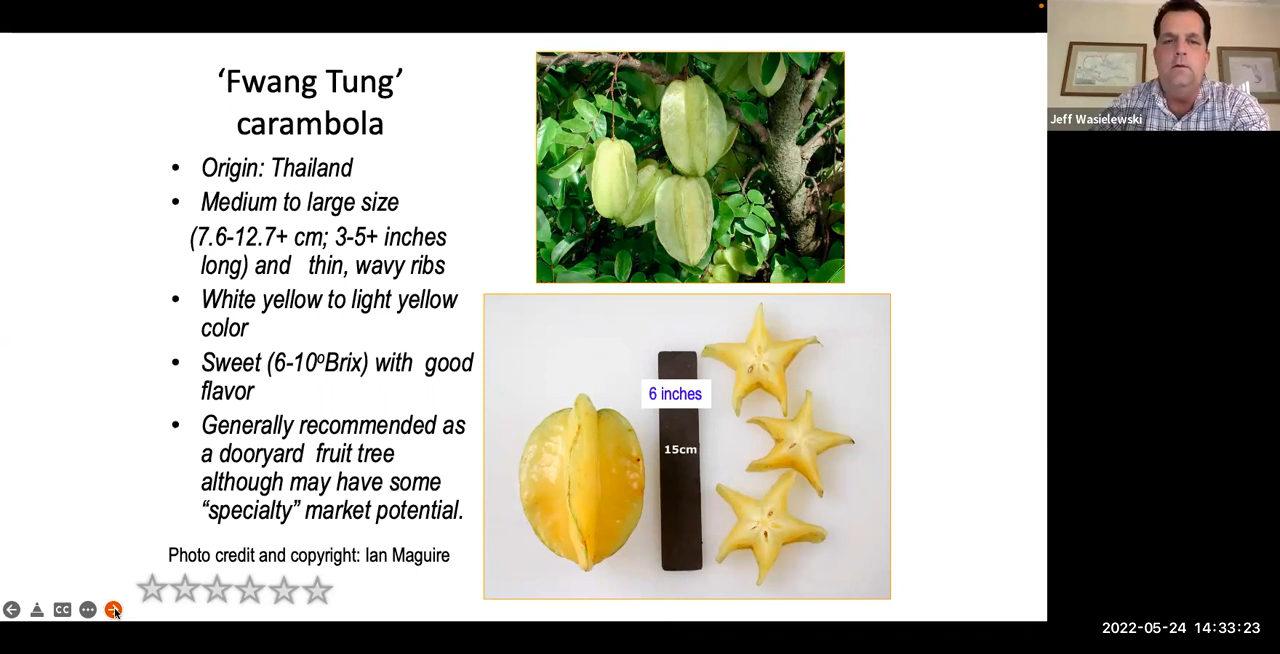 ‘Fwang Tung’
carambola
• Origin: Thailand
• Medium to large size
(7.6-12.7+ cm; 3-5+ inches
long) and thin, wavy ribs
• White yellow to light yellow
color
• Sweet (6-10ºBrix) with good
flavor
• Generally recommended as
a dooryard fruit tree
although may have some
“specialty” market potential.
Photo credit and copyright: Ian Maguire
6 inches
15cm
CC
Jeff Wasielewski
2022-05-24 14:33:23